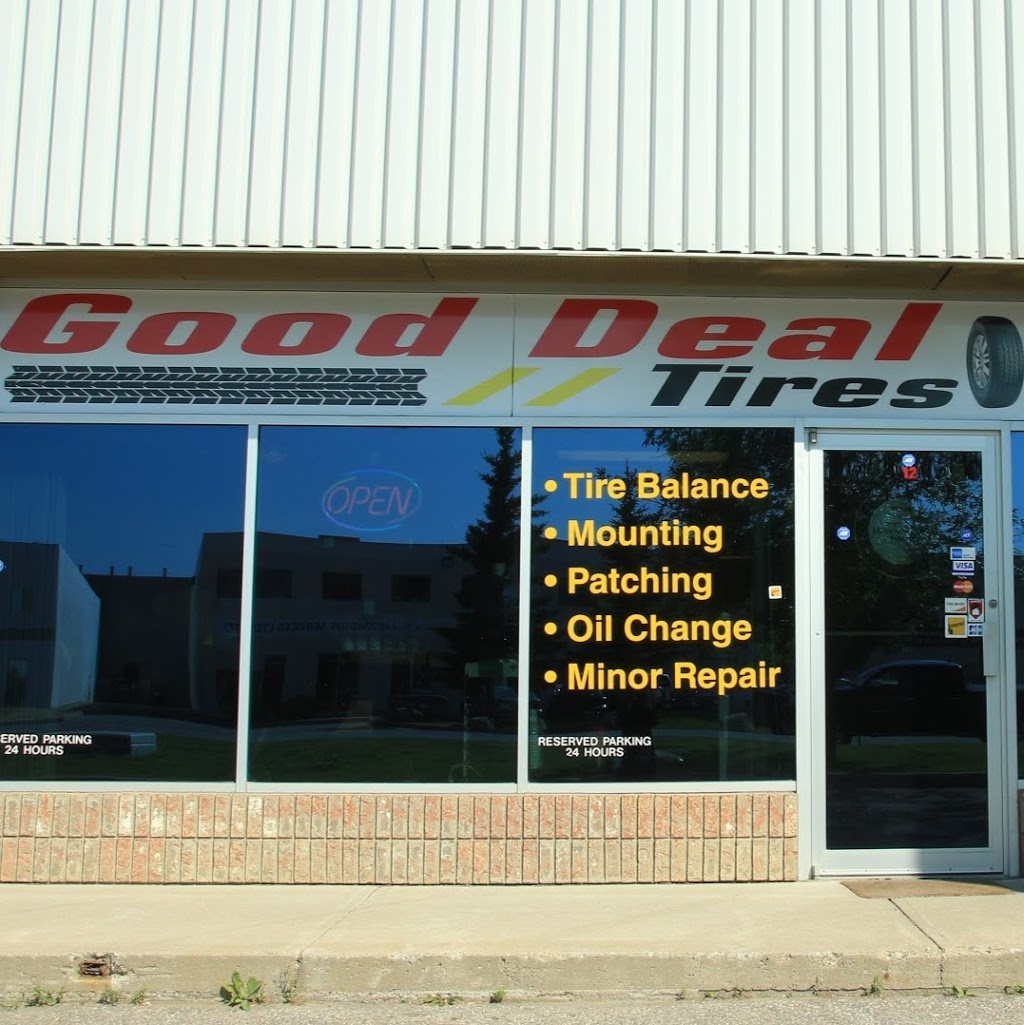 Good Deal
Tires
OPEN
• Tire Balance
• Mounting
• Patching
• Oil Change
• Minor Repair
12
VISA
SERVED PARKING
24 HOURS
RESERVED PARKING
24 HOURS